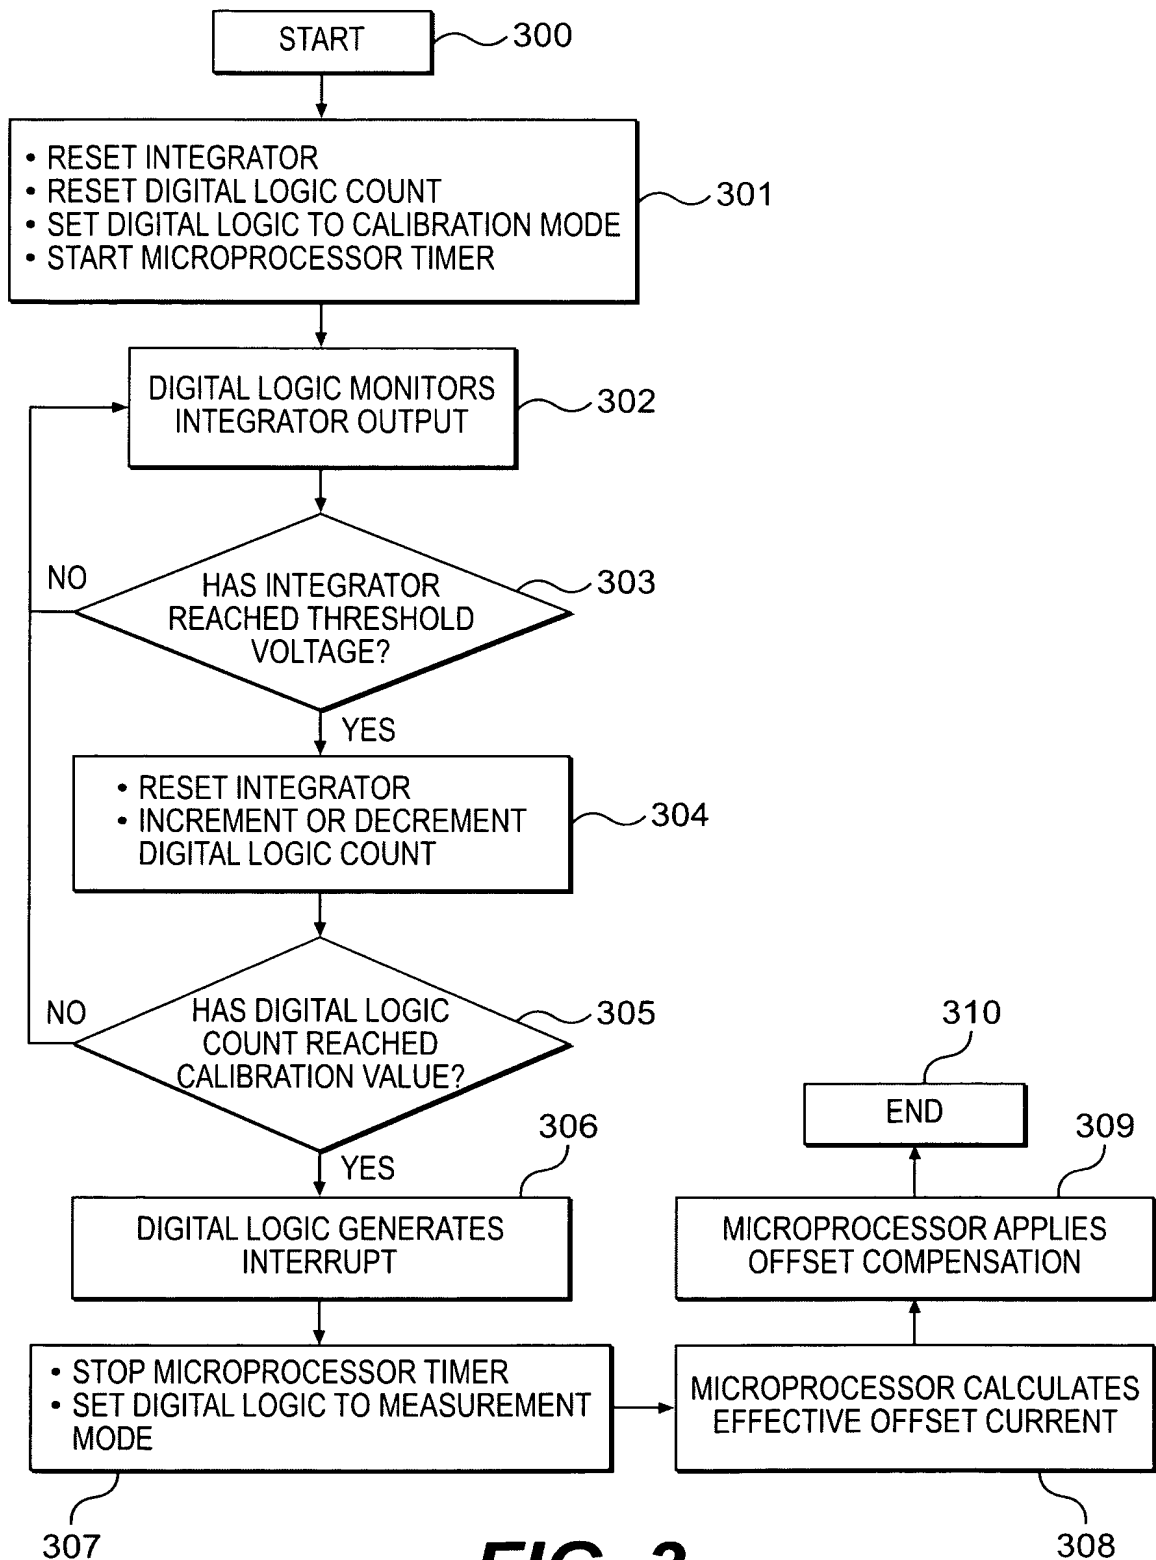 START
300
• RESET INTEGRATOR
• RESET DIGITAL LOGIC COUNT
• SET DIGITAL LOGIC TO CALIBRATION MODE
• START MICROPROCESSOR TIMER
301
DIGITAL LOGIC MONITORS
INTEGRATOR OUTPUT
302
NO
HAS INTEGRATOR
REACHED THRESHOLD
VOLTAGE?
303
YES
• RESET INTEGRATOR
• INCREMENT OR DECREMENT
DIGITAL LOGIC COUNT
304
NO
HAS DIGITAL LOGIC
COUNT REACHED
CALIBRATION VALUE?
305
YES
306
DIGITAL LOGIC GENERATES
INTERRUPT
• STOP MICROPROCESSOR TIMER
• SET DIGITAL LOGIC TO MEASUREMENT
MODE
307
310
END
309
MICROPROCESSOR APPLIES
OFFSET COMPENSATION
MICROPROCESSOR CALCULATES
EFFECTIVE OFFSET CURRENT
308
FIG.